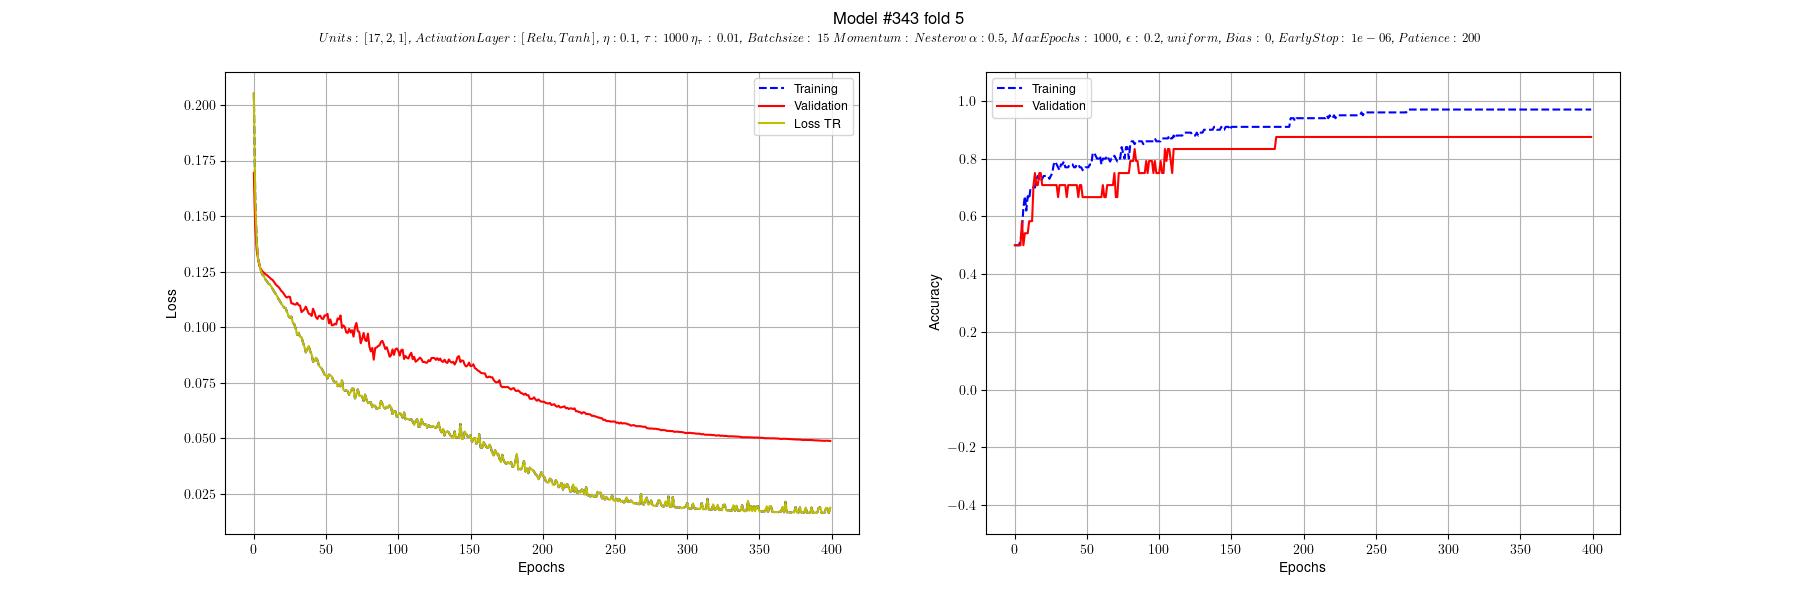 Model #343 fold 5
Units : [17, 2, 1], ActivationLayer : [Relu, Tanh], η : 0.1, τ : 1000 ητ : 0.01, Batchsize : 15 Momentum : Nesterov α : 0.5, MaxEpochs : 1000, ϵ : 0.2, uniform, Bias : 0, EarlyStop : 1e − 06, Patience : 200
Training
Validation
Loss TR
0.200
0.175
0.150
0.125
0.100
0.075
0.050
0.025
Loss
0 50 100 150 200 250 300 350 400
Epochs
Training
Validation
1.0
0.8
0.6
0.4
0.2
0.0
−0.2
−0.4
Accuracy
0 50 100 150 200 250 300 350 400
Epochs